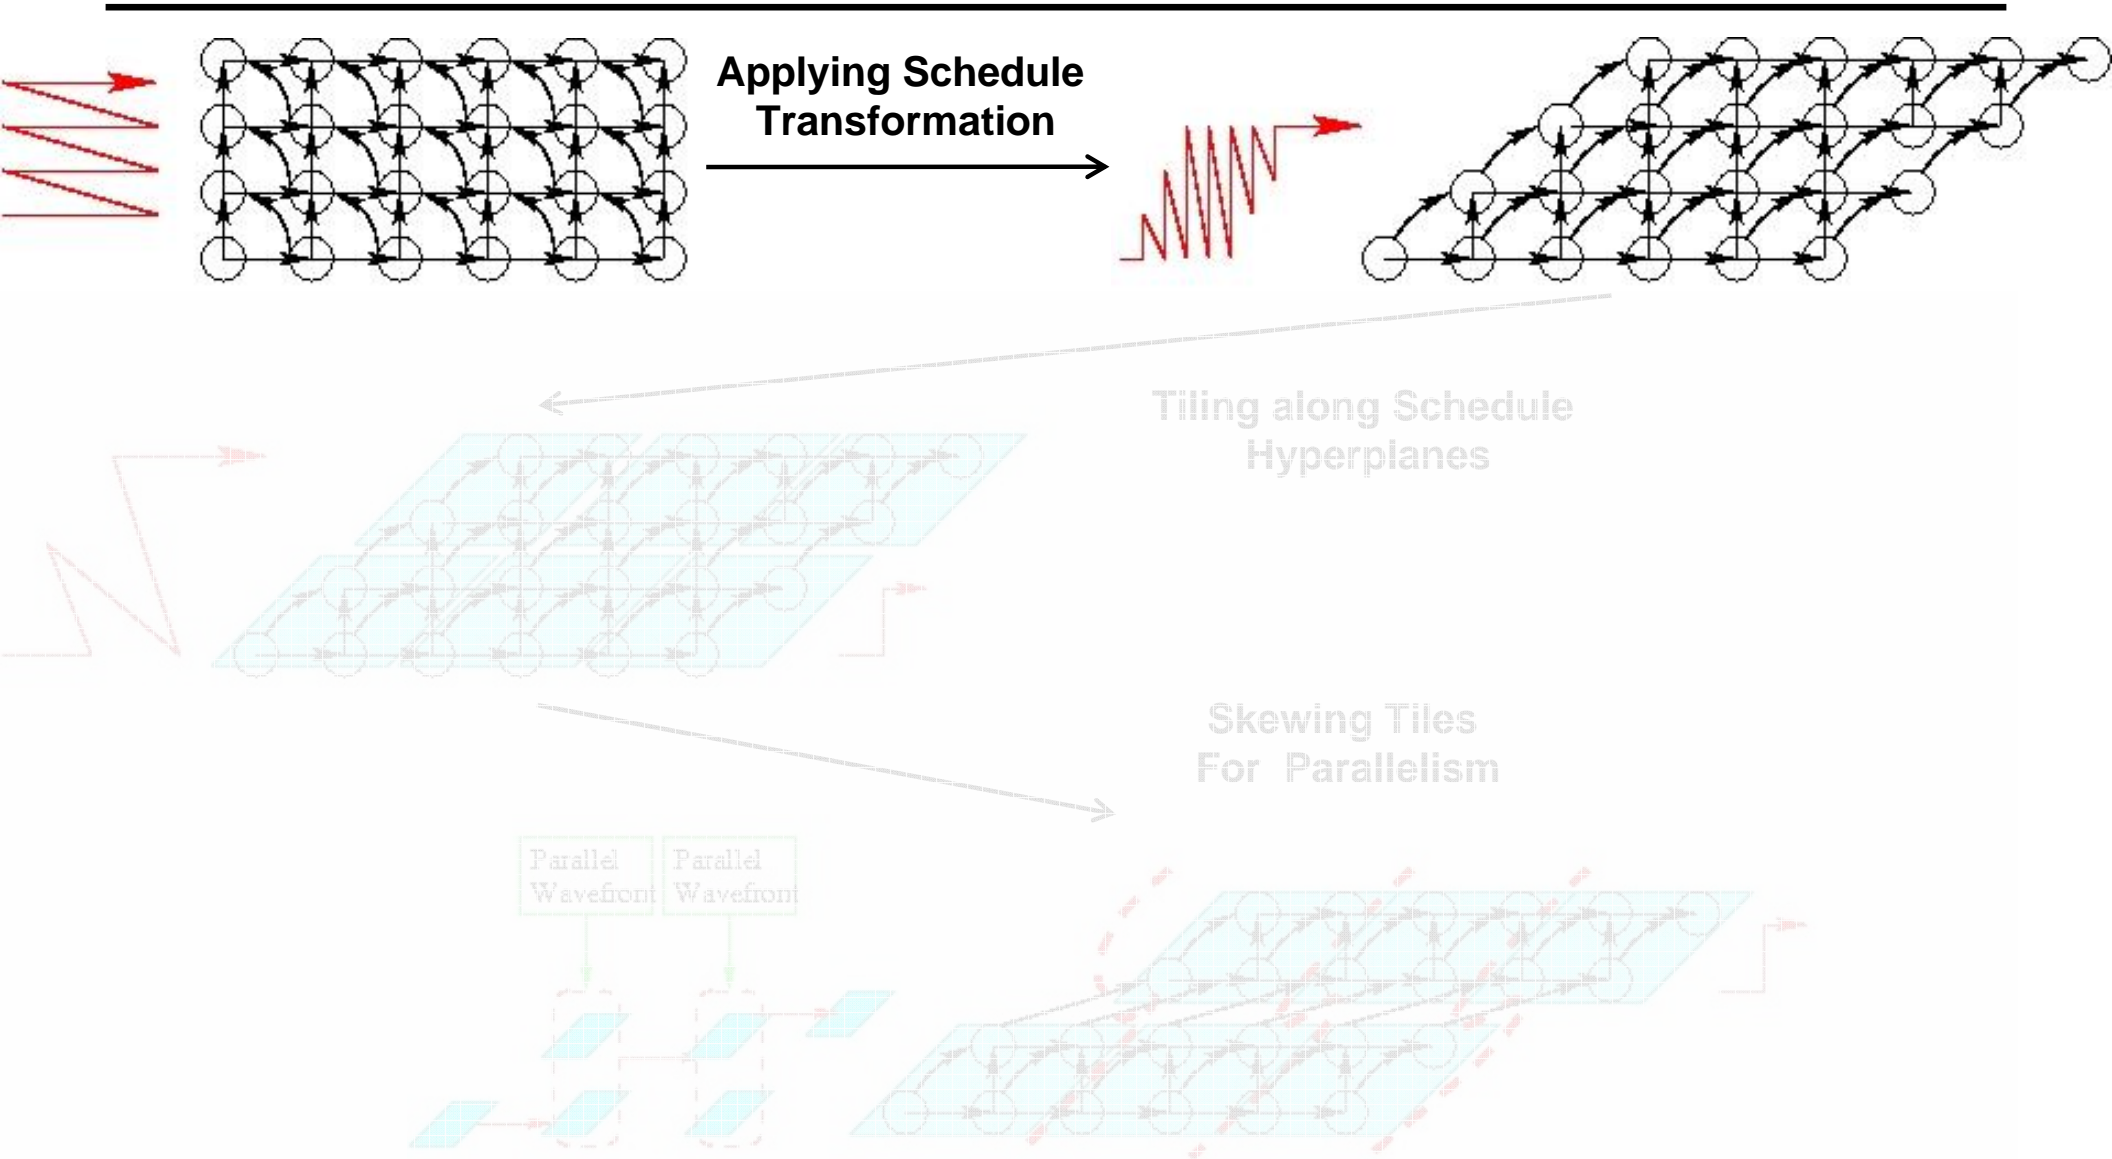 Applying Schedule
Transformation
Tiling along Schedule
Hyperplanes
Skewing Tiles
For Parallelism
Parallel
Wavefront
Parallel
Wavefront